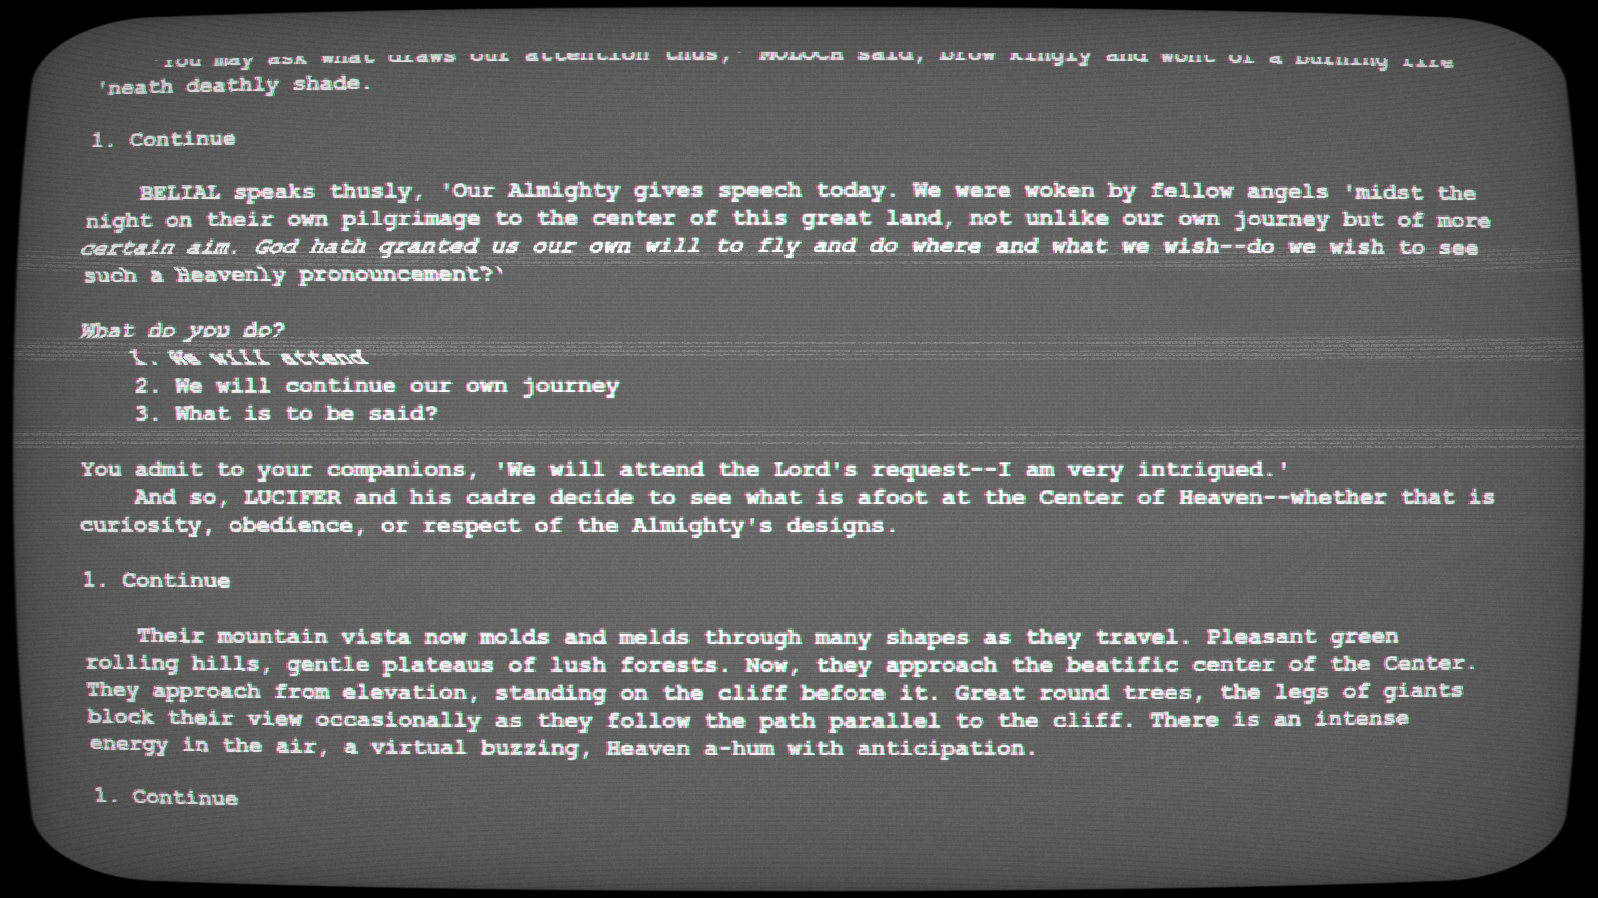 'You may ask what draws our attention thus,' MOLOCH said, brow kingly and wont of a burning fire
'neath deathly shade.
1. Continue
BELIAL speaks thusly, 'Our Almighty gives speech today. We were woken by fellow angels 'midst the
night on their own pilgrimage to the center of this great land, not unlike our own journey but of more
certain aim. God hath granted us our own will to fly and do where and what we wish--do we wish to see
such a Heavenly pronouncement?'
What do you do?
1. We will attend
2. We will continue our own journey
3. What is to be said?
You admit to your companions, 'We will attend the Lord's request--I am very intrigued.'
And so, LUCIFER and his cadre decide to see what is afoot at the Center of Heaven--whether that is
curiosity, obedience, or respect of the Almighty's designs.
1. Continue
Their mountain vista now molds and melds through many shapes as they travel. Pleasant green
rolling hills, gentle plateaus of lush forests. Now, they approach the beatific center of the Center.
They approach from elevation, standing on the cliff before it. Great round trees, the legs of giants
block their view occasionally as they follow the path parallel to the cliff. There is an intense
energy in the air, a virtual buzzing, Heaven a-hum with anticipation.
1. Continue